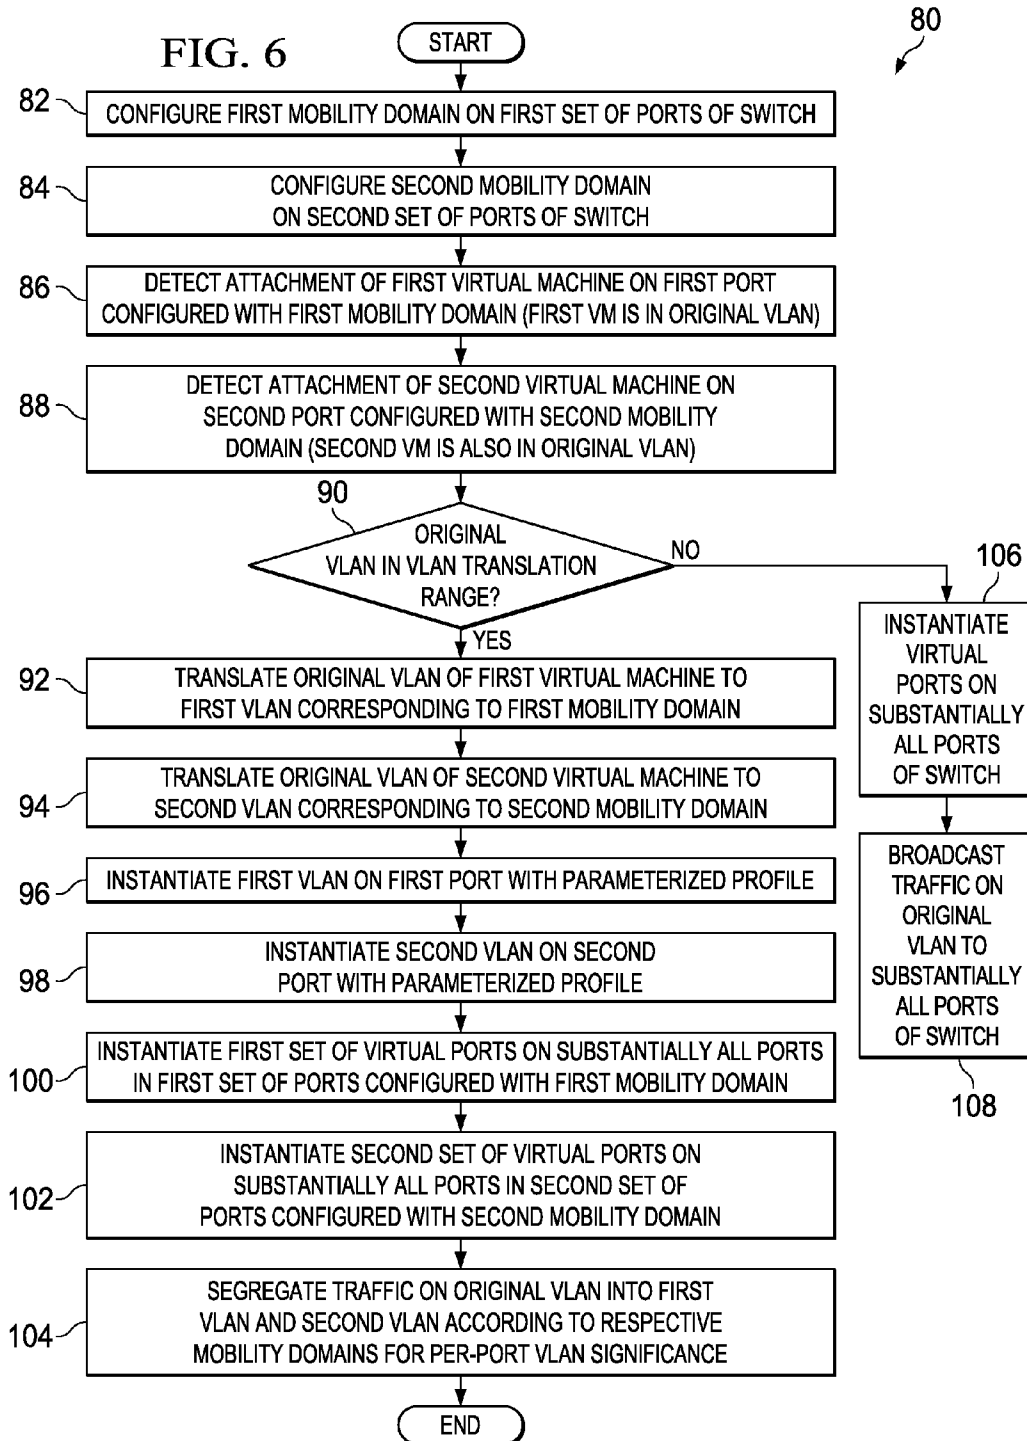 FIG. 6
START
80
82
CONFIGURE FIRST MOBILITY DOMAIN ON FIRST SET OF PORTS OF SWITCH
84
CONFIGURE SECOND MOBILITY DOMAIN
ON SECOND SET OF PORTS OF SWITCH
86
DETECT ATTACHMENT OF FIRST VIRTUAL MACHINE ON FIRST PORT
CONFIGURED WITH FIRST MOBILITY DOMAIN (FIRST VM IS IN ORIGINAL VLAN)
88
DETECT ATTACHMENT OF SECOND VIRTUAL MACHINE ON
SECOND PORT CONFIGURED WITH SECOND MOBILITY
DOMAIN (SECOND VM IS ALSO IN ORIGINAL VLAN)
90
ORIGINAL
VLAN IN VLAN TRANSLATION
RANGE?
NO
YES
92
TRANSLATE ORIGINAL VLAN OF FIRST VIRTUAL MACHINE TO
FIRST VLAN CORRESPONDING TO FIRST MOBILITY DOMAIN
94
TRANSLATE ORIGINAL VLAN OF SECOND VIRTUAL MACHINE TO
SECOND VLAN CORRESPONDING TO SECOND MOBILITY DOMAIN
96
INSTANTIATE FIRST VLAN ON FIRST PORT WITH PARAMETERIZED PROFILE
98
INSTANTIATE SECOND VLAN ON SECOND
PORT WITH PARAMETERIZED PROFILE
100
INSTANTIATE FIRST SET OF VIRTUAL PORTS ON SUBSTANTIALLY ALL PORTS
IN FIRST SET OF PORTS CONFIGURED WITH FIRST MOBILITY DOMAIN
102
INSTANTIATE SECOND SET OF VIRTUAL PORTS ON
SUBSTANTIALLY ALL PORTS IN SECOND SET OF
PORTS CONFIGURED WITH SECOND MOBILITY DOMAIN
104
SEGREGATE TRAFFIC ON ORIGINAL VLAN INTO FIRST
VLAN AND SECOND VLAN ACCORDING TO RESPECTIVE
MOBILITY DOMAINS FOR PER-PORT VLAN SIGNIFICANCE
END
106
INSTANTIATE
VIRTUAL
PORTS ON
SUBSTANTIALLY
ALL PORTS
OF SWITCH
BROADCAST
TRAFFIC ON
ORIGINAL
VLAN TO
SUBSTANTIALLY
ALL PORTS
OF SWITCH
108